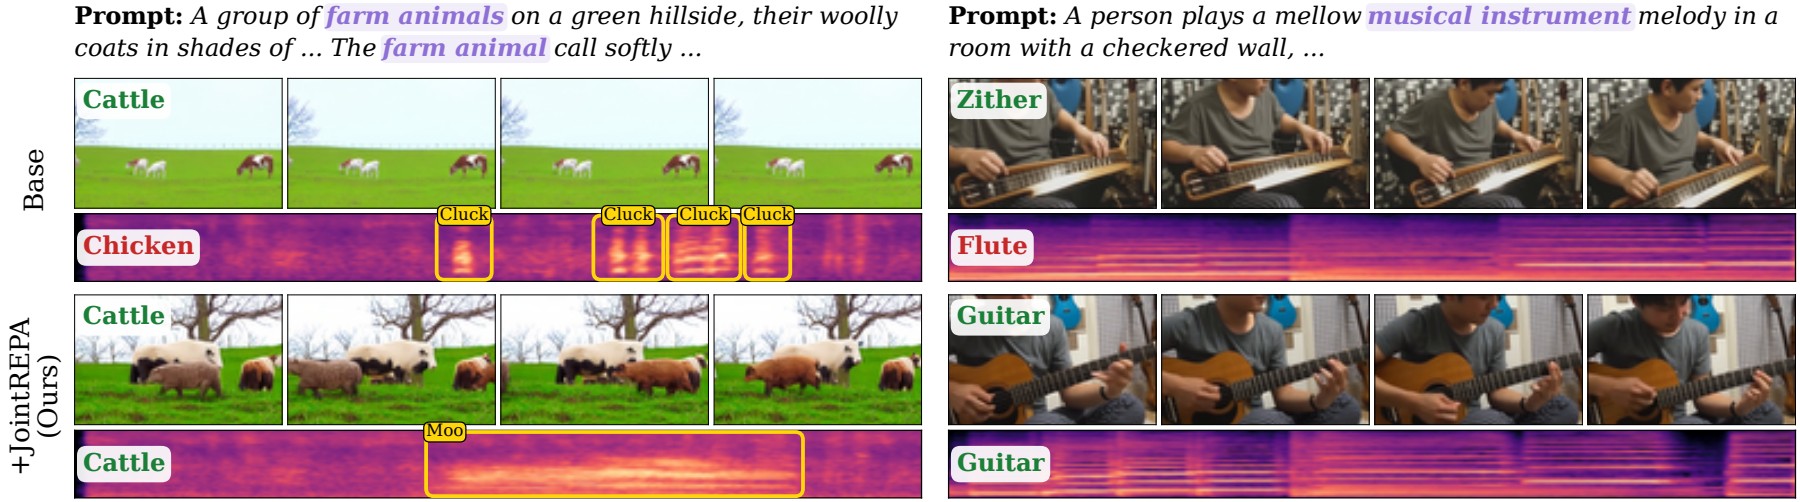 Prompt: A group of farm animals on a green hillside, their woolly
coats in shades of ... The farm animal call softly ...
Prompt: A person plays a mellow musical instrument melody in a
room with a checkered wall, ...
Base
Cattle
Zither
Cluck Cluck Cluck Cluck
Chicken
Flute
+JointREPA
(Ours)
Cattle
Guitar
Moo
Cattle
Guitar